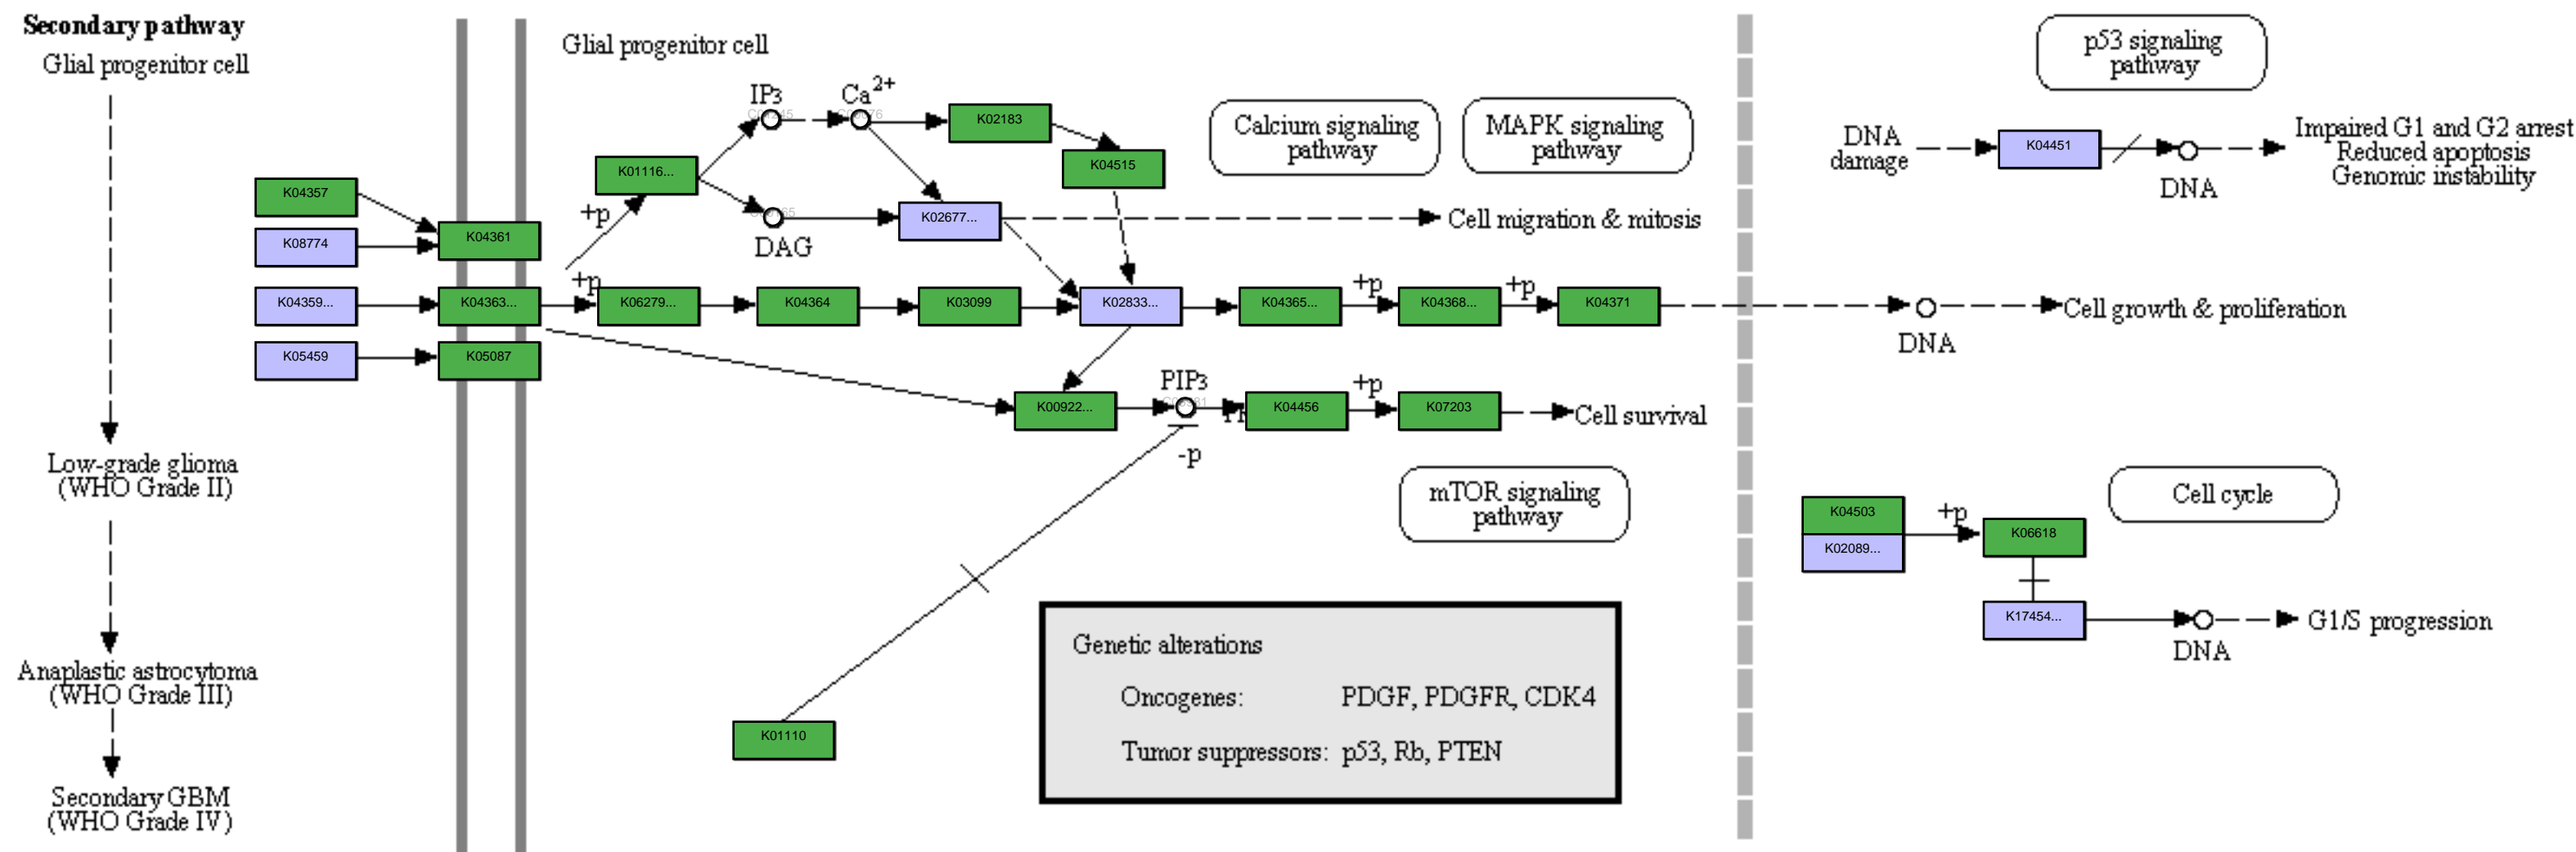 Secondary pathway
Glial progenitor cell
Low-grade glioma
(WHO Grade II)
Anaplastic astrocytoma
(WHO Grade III)
Secondary GBM
(WHO Grade IV)
Glial progenitor cell
K04357
K08774
K04359...
K05459
K04361
K04363...
K05087
+p
+p
K01116...
IP3
Ca2+
DAG
K02183
K04515
K02677...
Calcium signaling
pathway
MAPK signaling
pathway
Cell migration & mitosis
K06279...
K04364
K03099
K02833...
K04365...
+p
K04368...
+p
K04371
K00922...
PIP3
-p
K04456
+p
K07203
Cell survival
mTOR signaling
pathway
K01110
Genetic alterations
Oncogenes: PDGF, PDGFR, CDK4
Tumor suppressors: p53, Rb, PTEN
p53 signaling
pathway
DNA
damage
K04451
DNA
Impaired G1 and G2 arrest
Reduced apoptosis
Genomic instability
DNA
Cell growth & proliferation
K04503
K02089...
+p
K06618
Cell cycle
K17454...
DNA
G1/S progression